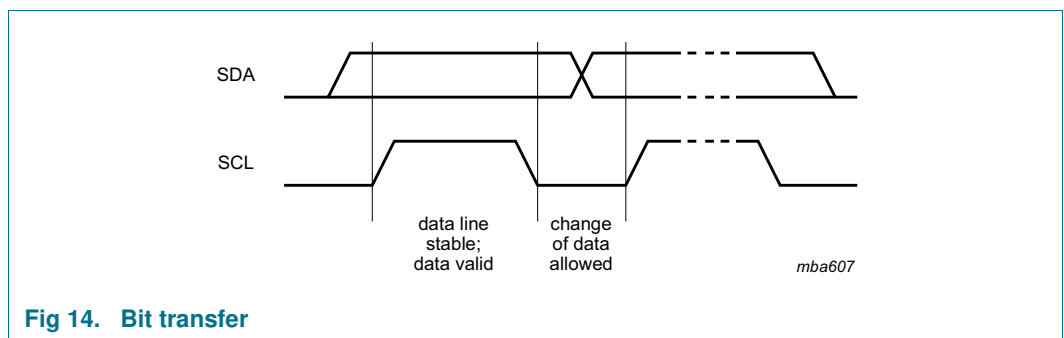 SDA
SCL
data line
stable;
data valid
change
of data
allowed
mba607
Fig 14. Bit transfer